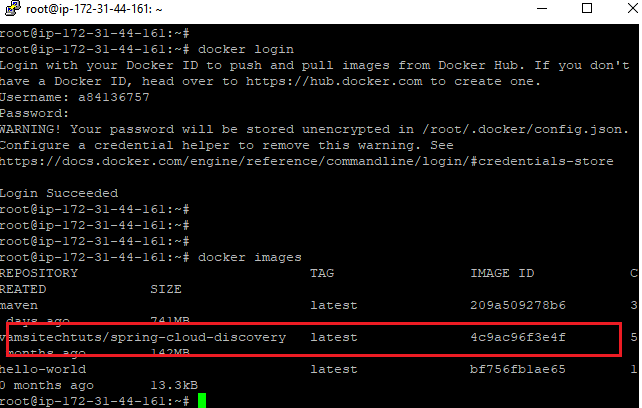 root@ip-172-31-44-161: ~
root@ip-172-31-44-161:~#
root@ip-172-31-44-161:~# docker login
Login with your Docker ID to push and pull images from Docker Hub. If you don't
have a Docker ID, head over to https://hub.docker.com to create one.
Username: a84136757
Password:
WARNING! Your password will be stored unencrypted in /root/.docker/config.json.
Configure a credential helper to remove this warning. See
https://docs.docker.com/engine/reference/commandline/login/#credentials-store
Login Succeeded
root@ip-172-31-44-161:~#
root@ip-172-31-44-161:~#
root@ip-172-31-44-161:~#
root@ip-172-31-44-161:~# docker images
REPOSITORY TAG IMAGE ID C
REATED SIZE
maven latest 209a509278b6 3
days ago 741MB
vamsitechtuts/spring-cloud-discovery latest 4c9ac96f3e4f 5
months ago 142MB
hello-world latest bf756fb1ae65 1
0 months ago 13.3kB
root@ip-172-31-44-161:~#